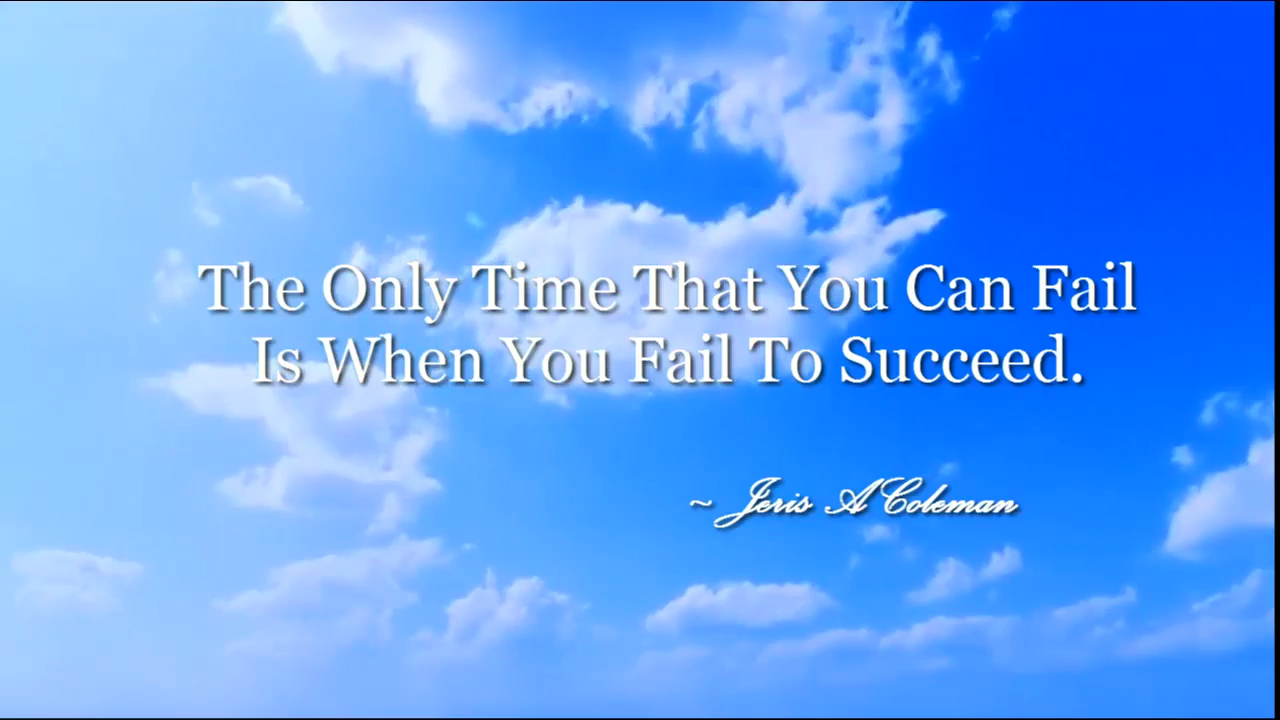 The Only Time That You Can Fail
Is When You Fail To Succeed.
~ Jeris A Coleman